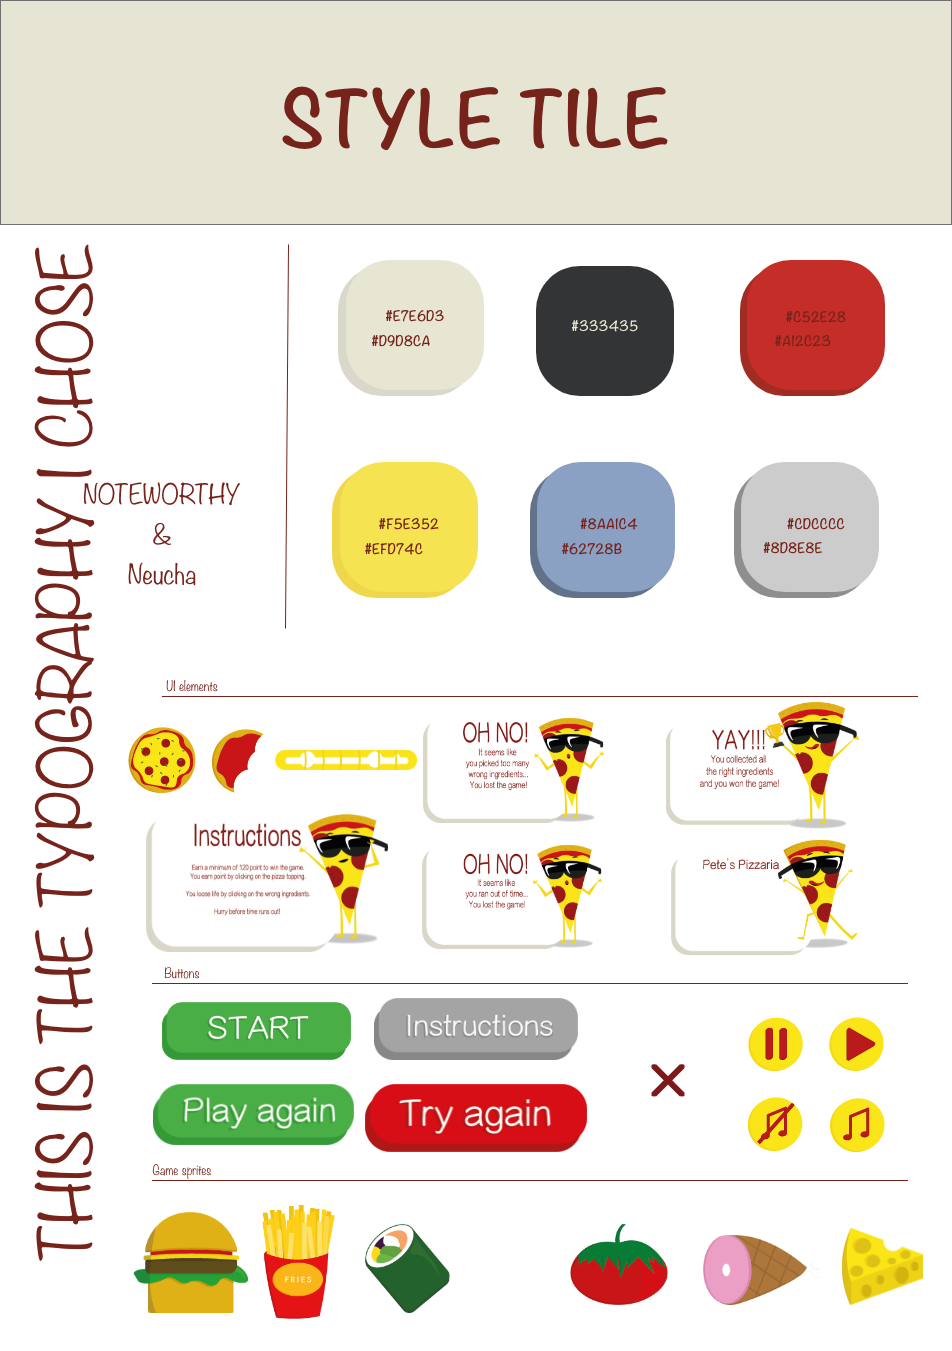 STYLE TILE
THIS IS THE TYPOGRAPHY I CHOSE
NOTEWORTHY
&
Neucha
#E7E6D3
#D9D8CA
#333435
#C52E28
#A12C23
#F5E352
#EFD74C
#8AA1C4
#62728B
#CDCCCC
#8D8E8E
UI elements
OH NO!
It seems like
you picked too many
wrong ingredients...
You lost the game!
YAY!!!
You collected all
the right ingredients
and you won the game!
Instructions
Earn a minimum of 120 point to win the game.
You earn point by clicking on the pizza topping.
You loose life by clicking on the wrong ingredients.
Hurry before time runs out!
OH NO!
It seems like
you ran out of time...
You lost the game!
Pete's Pizzaria
Buttons
START
Instructions
Play again
Try again
Game sprites
FRIES